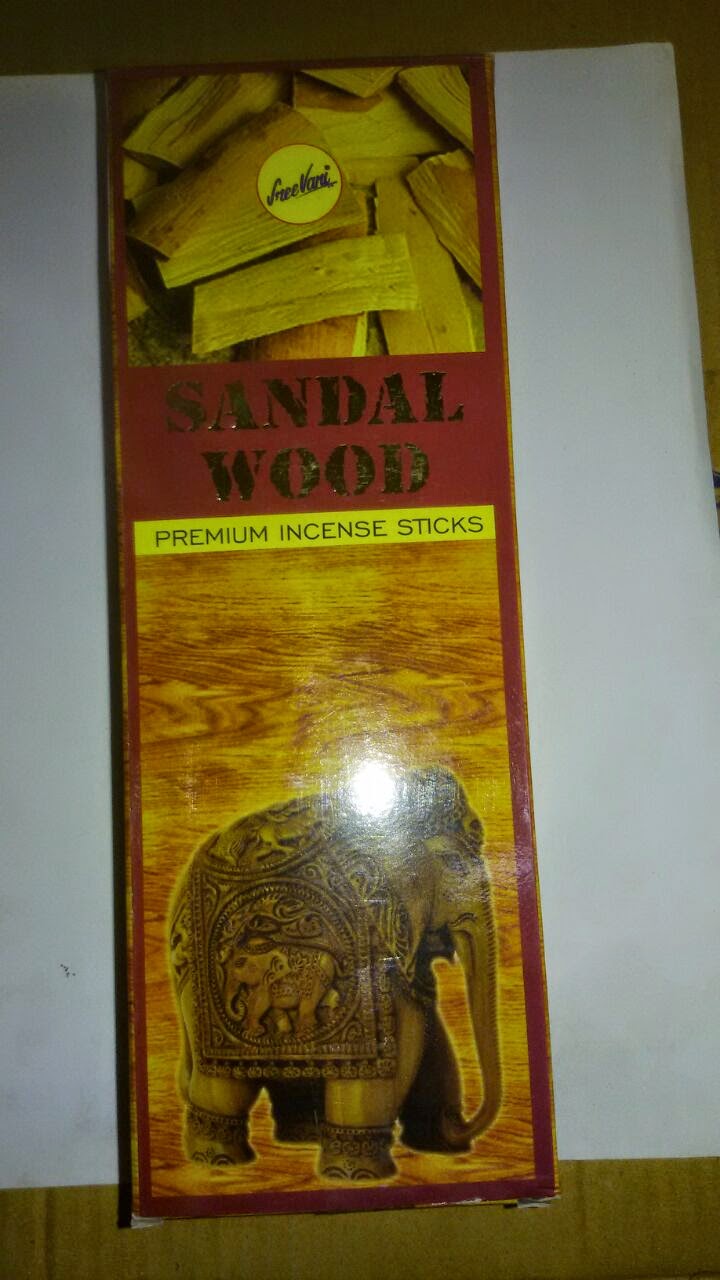 SreeVani
SANDAL
WOOD
PREMIUM INCENSE STICKS